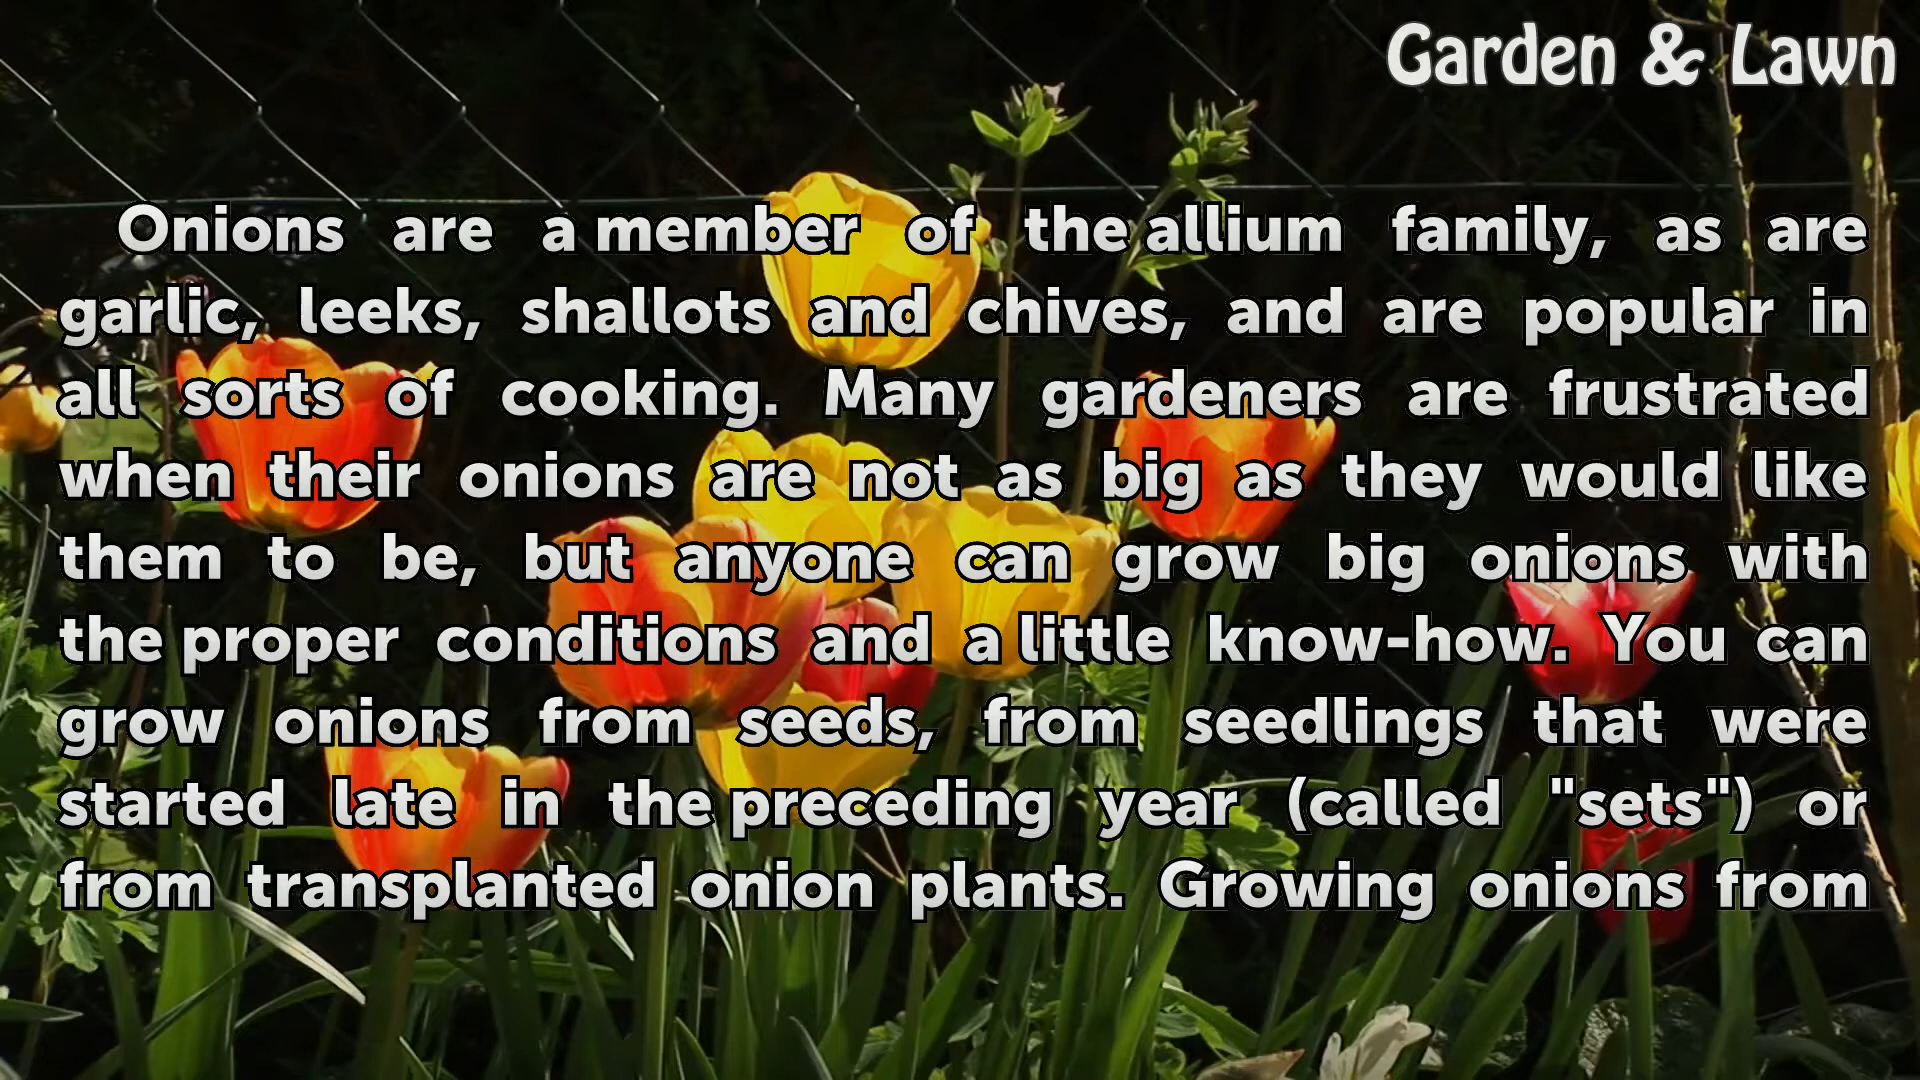 Garden & Lawn
Onions are a member of the allium family, as are
garlic, leeks, shallots and chives, and are popular in
all sorts of cooking. Many gardeners are frustrated
when their onions are not as big as they would like
them to be, but anyone can grow big onions with
the proper conditions and a little know-how. You can
grow onions from seeds, from seedlings that were
started late in the preceding year (called "sets") or
from transplanted onion plants. Growing onions from